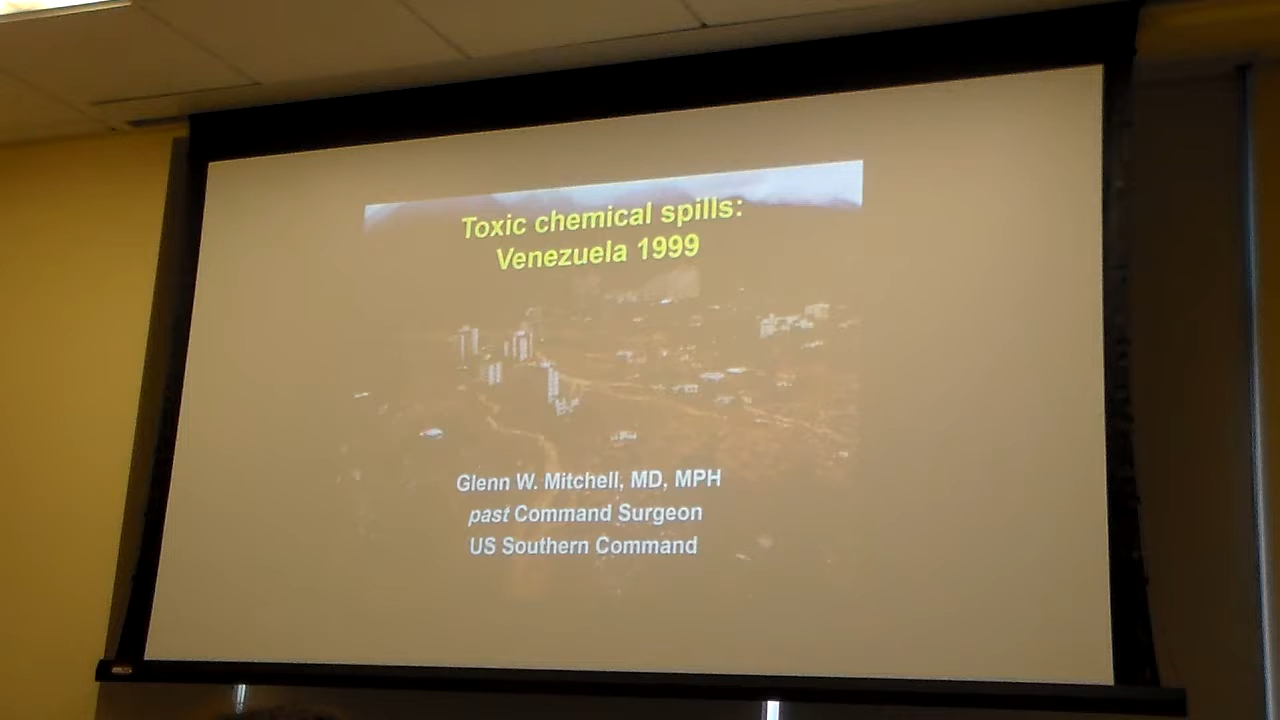 Toxic chemical spills:
Venezuela 1999
Glenn W. Mitchell, MD, MPH
past Command Surgeon
US Southern Command